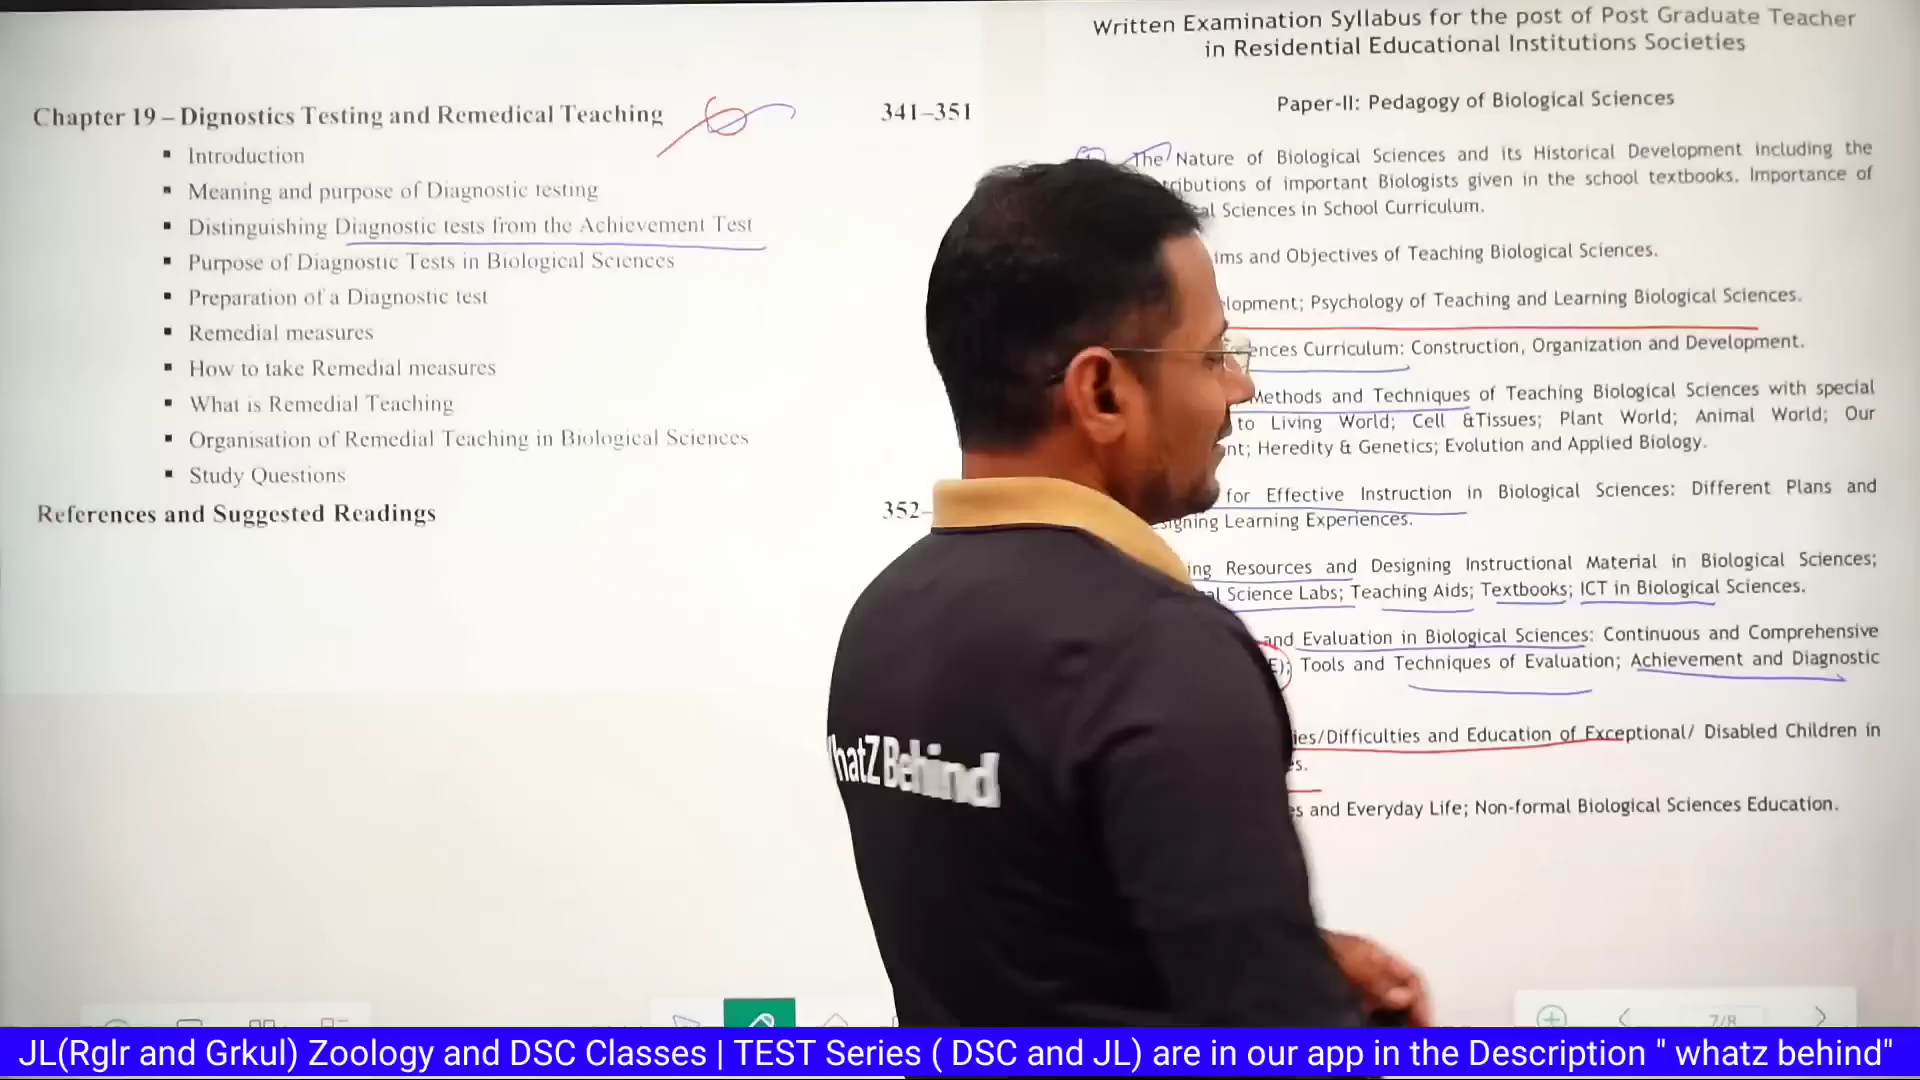 Written Examination Syllabus for the post of Post Graduate Teacher
in Residential Educational Institutions Societies
Paper-II: Pedagogy of Biological Sciences
Chapter 19 – Dignostics Testing and Remedical Teaching 341–351
▪ Introduction
▪ Meaning and purpose of Diagnostic testing
▪ Distinguishing Diagnostic tests from the Achievement Test
▪ Purpose of Diagnostic Tests in Biological Sciences
▪ Preparation of a Diagnostic test
▪ Remedial measures
▪ How to take Remedial measures
▪ What is Remedial Teaching
▪ Organisation of Remedial Teaching in Biological Sciences
▪ Study Questions
References and Suggested Readings 352–
The Nature of Biological Sciences and its Historical Development including the
tributions of important Biologists given in the school textbooks. Importance of
al Sciences in School Curriculum.
ims and Objectives of Teaching Biological Sciences.
lopment; Psychology of Teaching and Learning Biological Sciences.
ences Curriculum: Construction, Organization and Development.
Methods and Techniques of Teaching Biological Sciences with special
to Living World; Cell &Tissues; Plant World; Animal World; Our
nt; Heredity & Genetics; Evolution and Applied Biology.
for Effective Instruction in Biological Sciences: Different Plans and
signing Learning Experiences.
ing Resources and Designing Instructional Material in Biological Sciences;
al Science Labs; Teaching Aids; Textbooks; ICT in Biological Sciences.
and Evaluation in Biological Sciences: Continuous and Comprehensive
E); Tools and Techniques of Evaluation; Achievement and Diagnostic
ies/Difficulties and Education of Exceptional/ Disabled Children in
es.
es and Everyday Life; Non-formal Biological Sciences Education.
hatZ Behind
7/8
JL(Rglr and Grkul) Zoology and DSC Classes | TEST Series ( DSC and JL) are in our app in the Description " whatz behind"